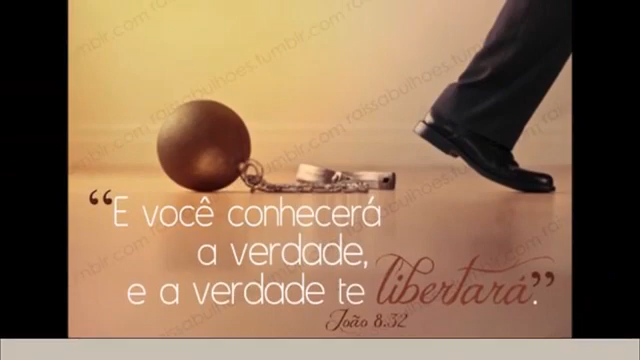 “E você conhecerá
a verdade,
e a verdade te libertará.”
João 8.32
raissabulhoes.tumblr.com